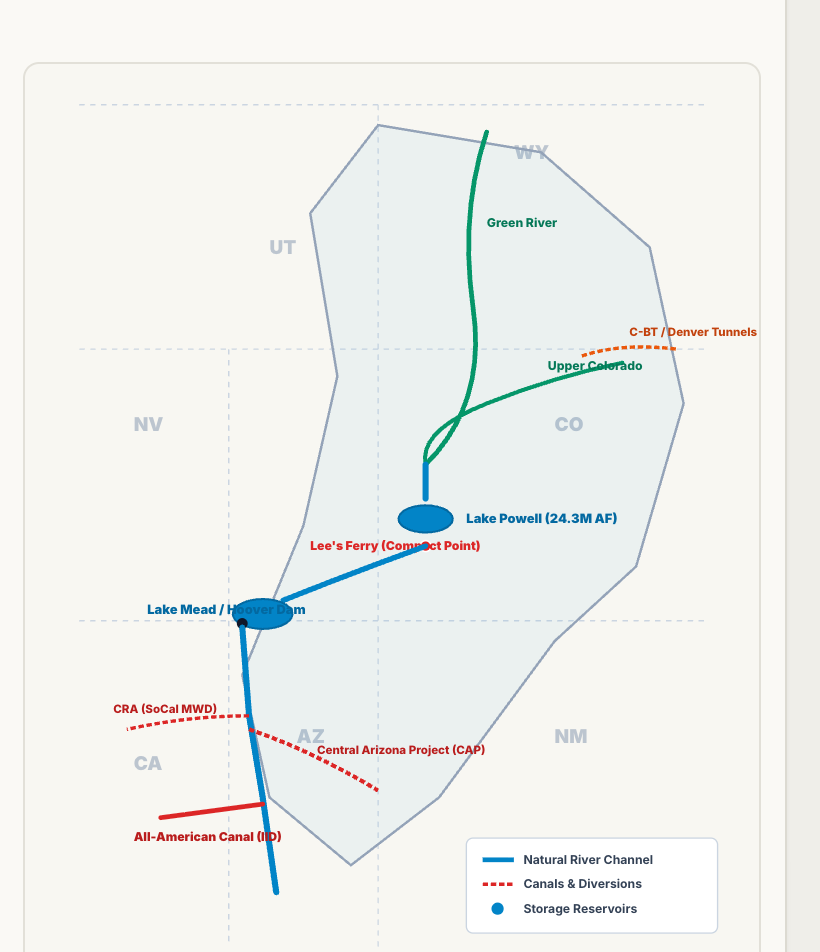 WY
Green River
UT
C-BT / Denver Tunnels
Upper Colorado
NV
CO
Lake Powell (24.3M AF)
Lee's Ferry (Compact Point)
Lake Mead / Hoover Dam
CRA (SoCal MWD)
AZ
NM
Central Arizona Project (CAP)
CA
All-American Canal (IID)
Natural River Channel
Canals & Diversions
Storage Reservoirs